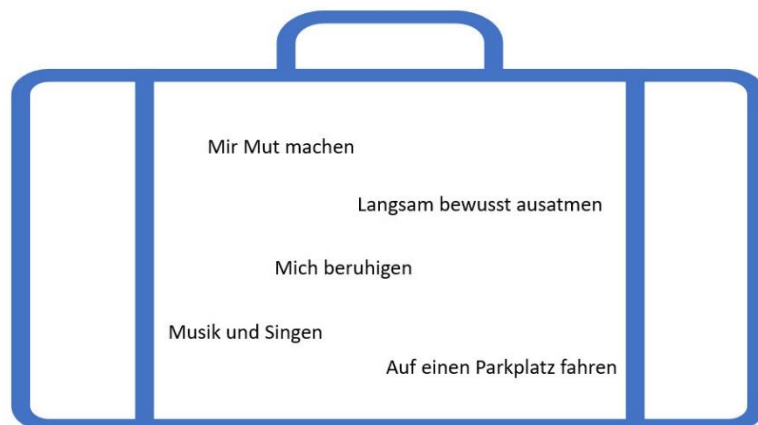 Mir Mut machen
Langsam bewusst ausatmen
Mich beruhigen
Musik und Singen
Auf einen Parkplatz fahren